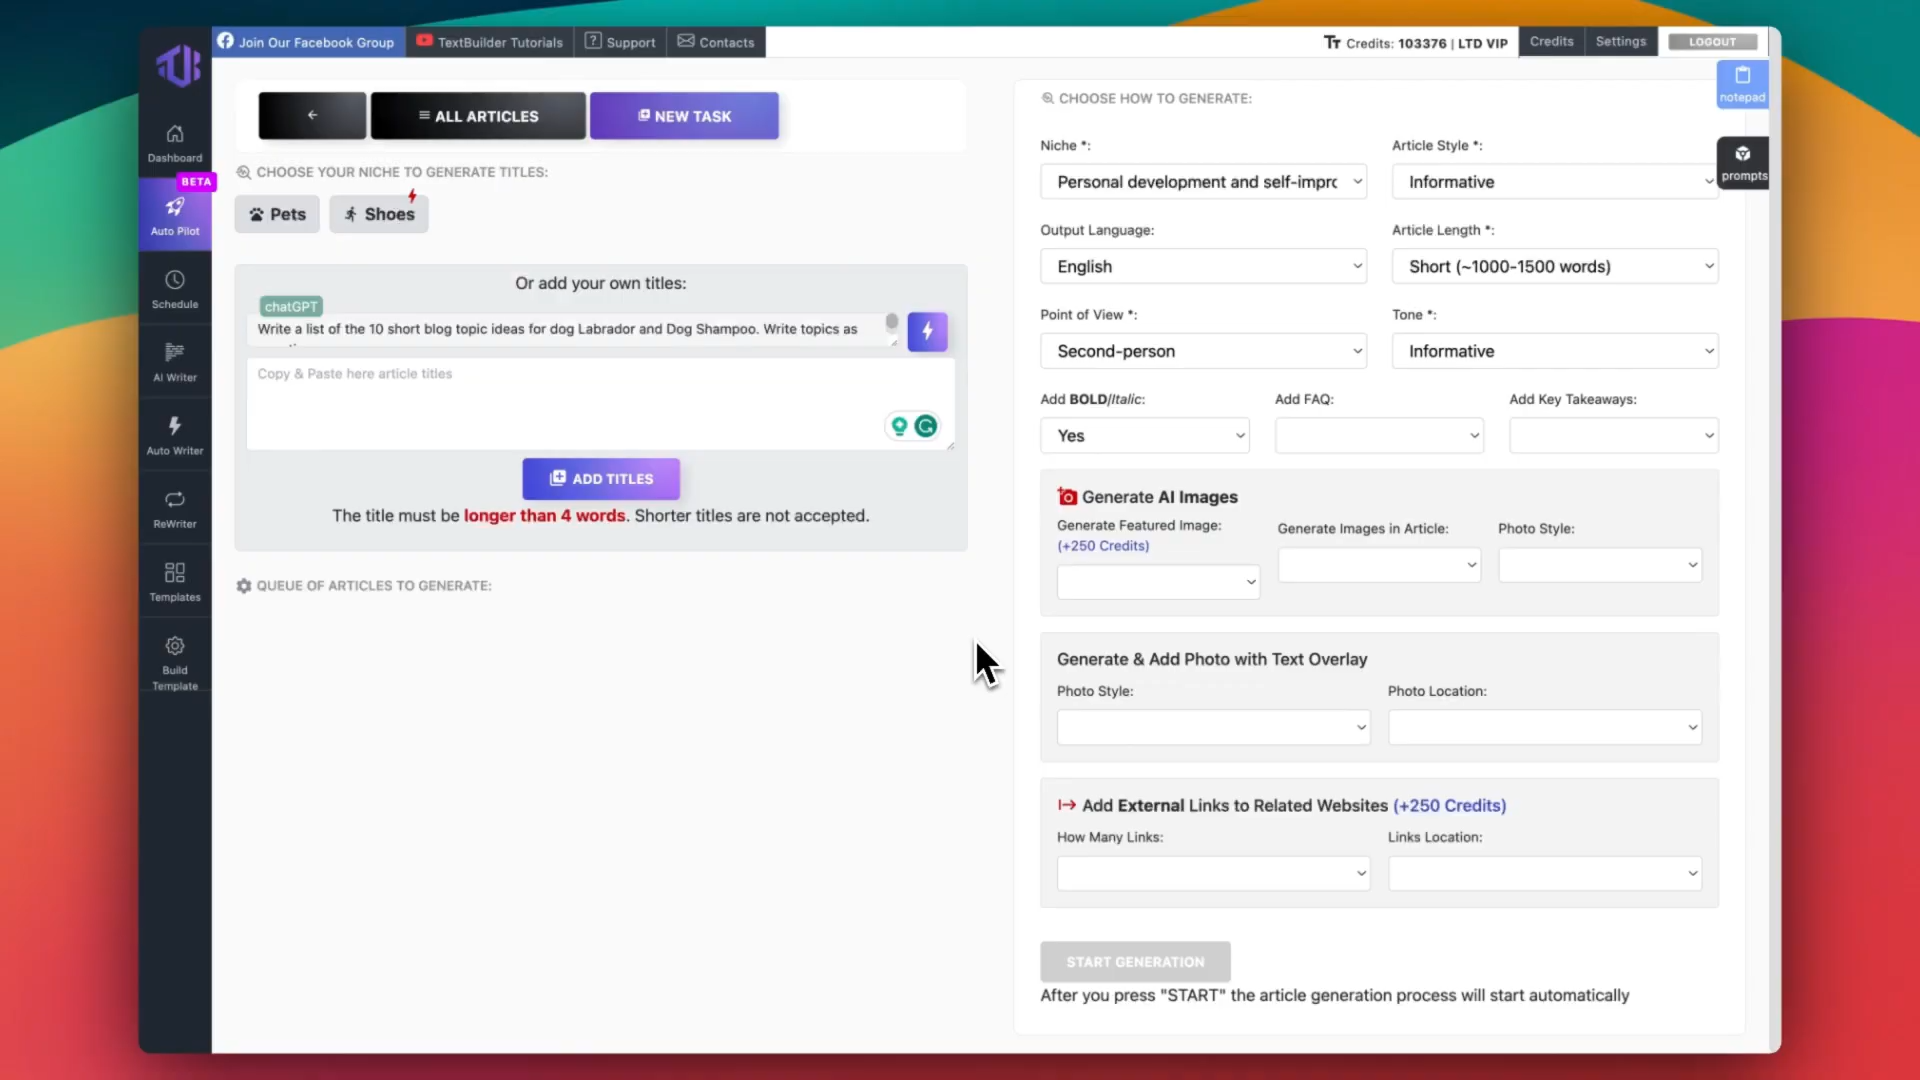 Join Our Facebook Group
TextBuilder Tutorials
Support
Contacts
Credits: 103376 | LTD VIP
Credits
Settings
LOGOUT
notepad
prompts
Dashboard
BETA
Auto Pilot
Schedule
AI Writer
Auto Writer
ReWriter
Templates
Build
Template
ALL ARTICLES
NEW TASK
CHOOSE YOUR NICHE TO GENERATE TITLES:
Pets
Shoes
Or add your own titles:
chatGPT
Write a list of the 10 short blog topic ideas for dog Labrador and Dog Shampoo. Write topics as
Copy & Paste here article titles
ADD TITLES
The title must be longer than 4 words. Shorter titles are not accepted.
QUEUE OF ARTICLES TO GENERATE:
CHOOSE HOW TO GENERATE:
Niche *:
Article Style *:
Personal development and self-impro
Informative
Output Language:
Article Length *:
English
Short (~1000-1500 words)
Point of View *:
Tone *:
Second-person
Informative
Add BOLD/Italic:
Add FAQ:
Add Key Takeaways:
Yes
Generate AI Images
Generate Featured Image:
(+250 Credits)
Generate Images in Article:
Photo Style:
Generate & Add Photo with Text Overlay
Photo Style:
Photo Location:
Add External Links to Related Websites (+250 Credits)
How Many Links:
Links Location:
START GENERATION
After you press "START" the article generation process will start automatically